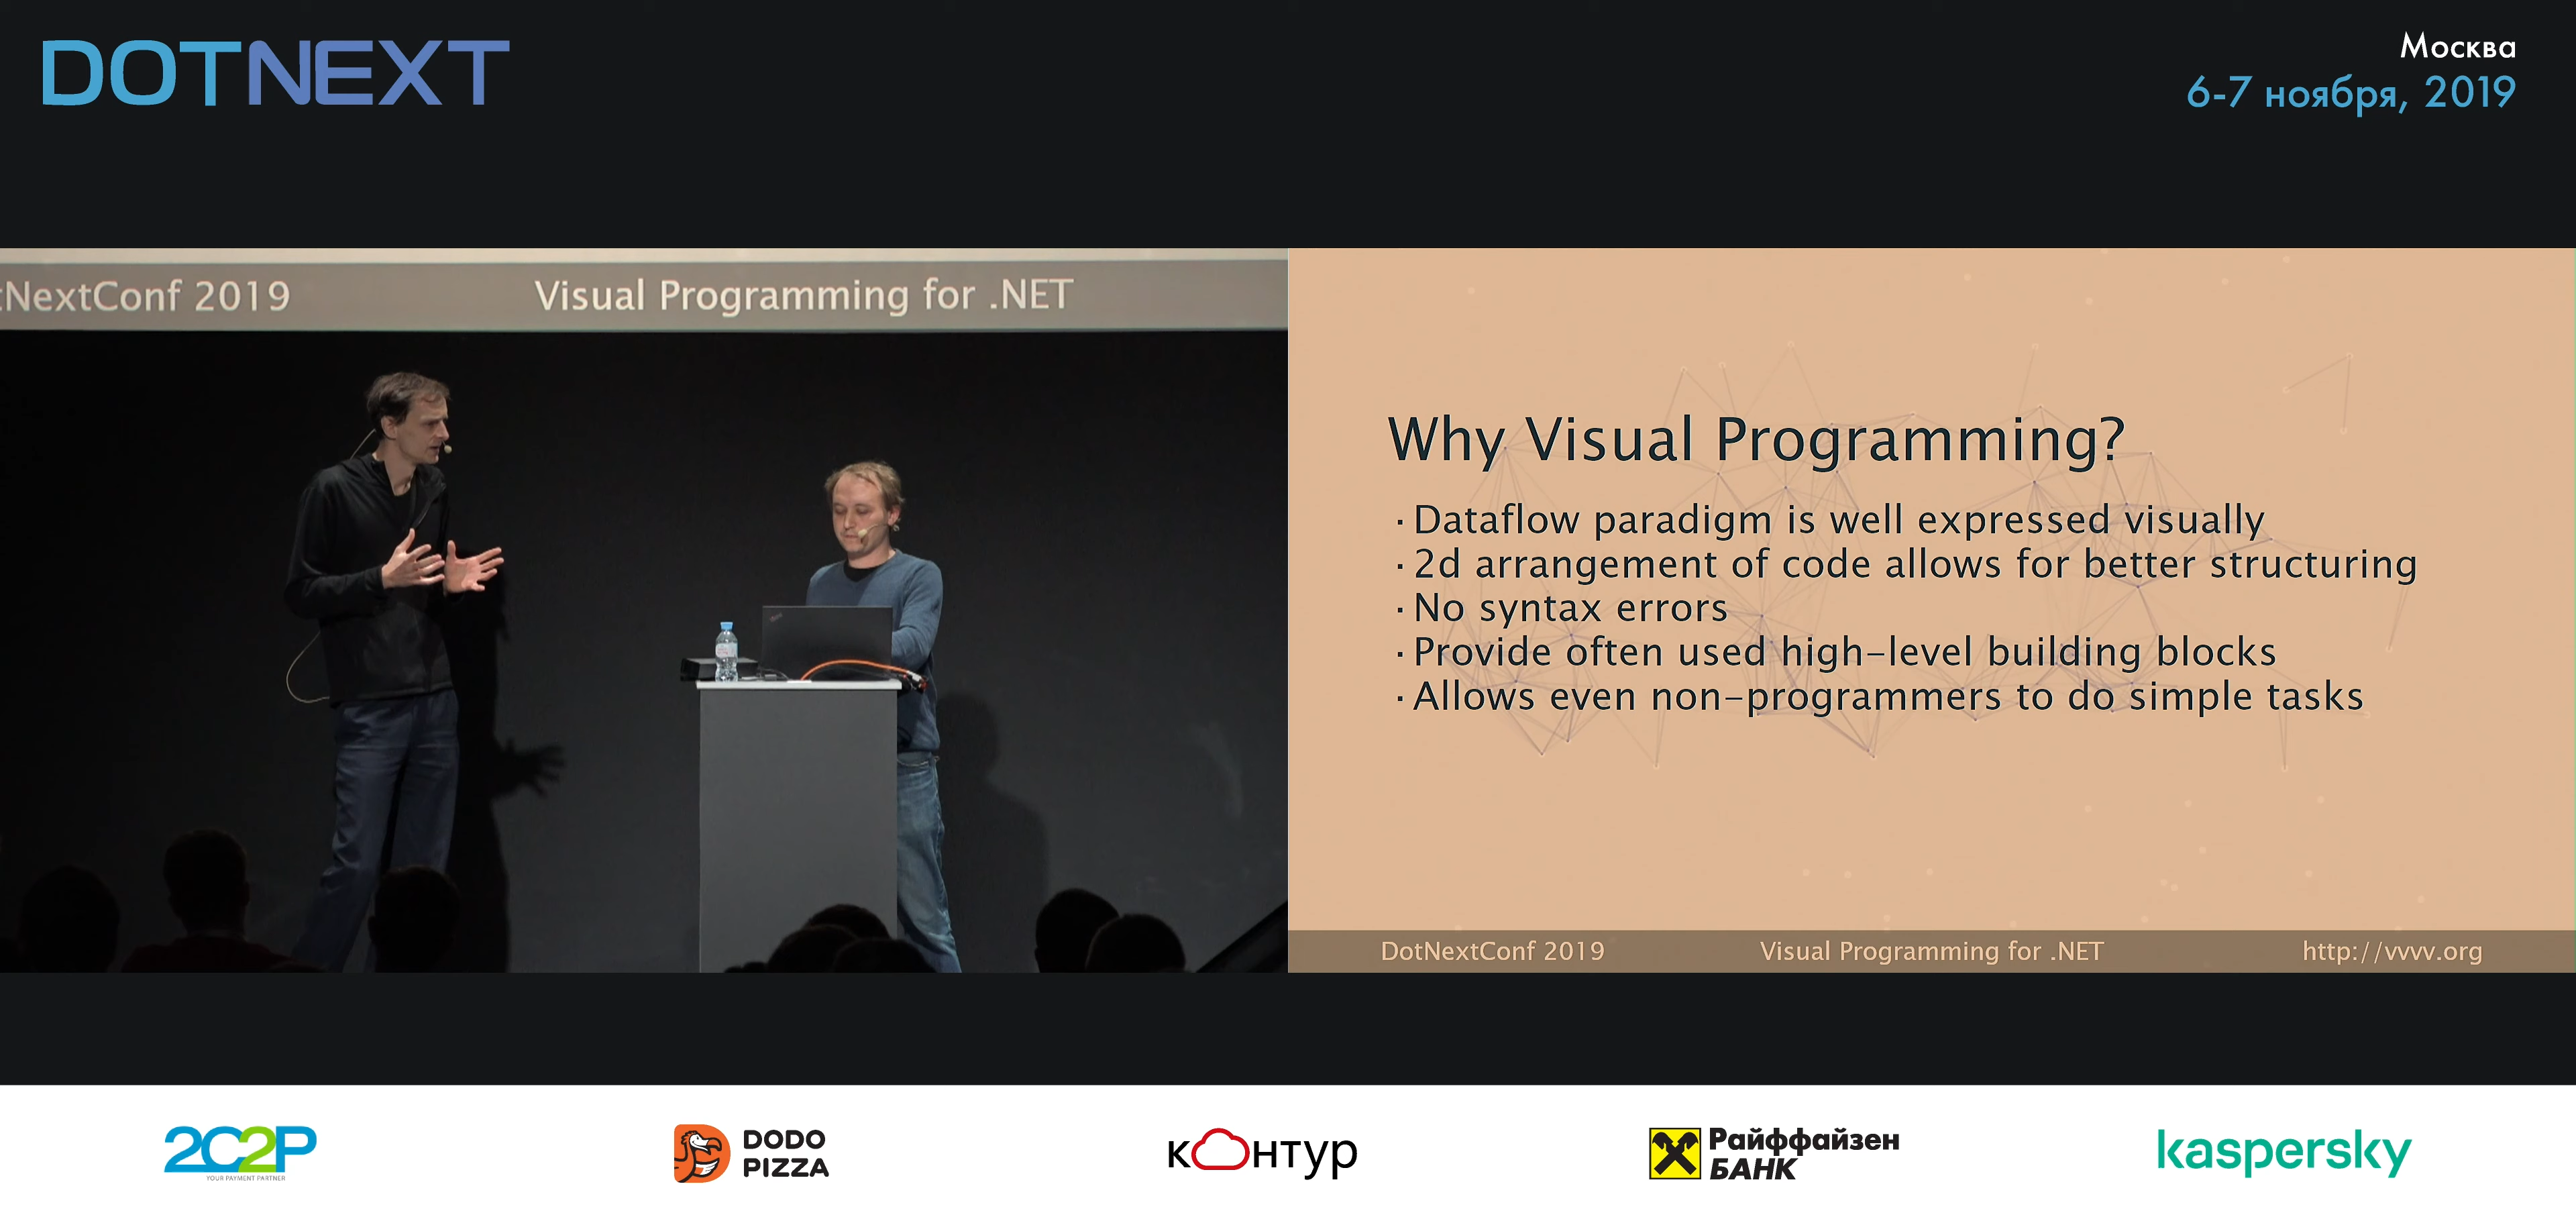 DOTNEXT
Москва
6-7 ноября, 2019
tNextConf 2019 Visual Programming for .NET
Why Visual Programming?
· Dataflow paradigm is well expressed visually
· 2d arrangement of code allows for better structuring
· No syntax errors
· Provide often used high-level building blocks
· Allows even non-programmers to do simple tasks
DotNextConf 2019 Visual Programming for .NET http://vvvv.org
2C2P
YOUR PAYMENT PARTNER
DODO
PIZZA
контур
Райффайзен
БАНК
kaspersky